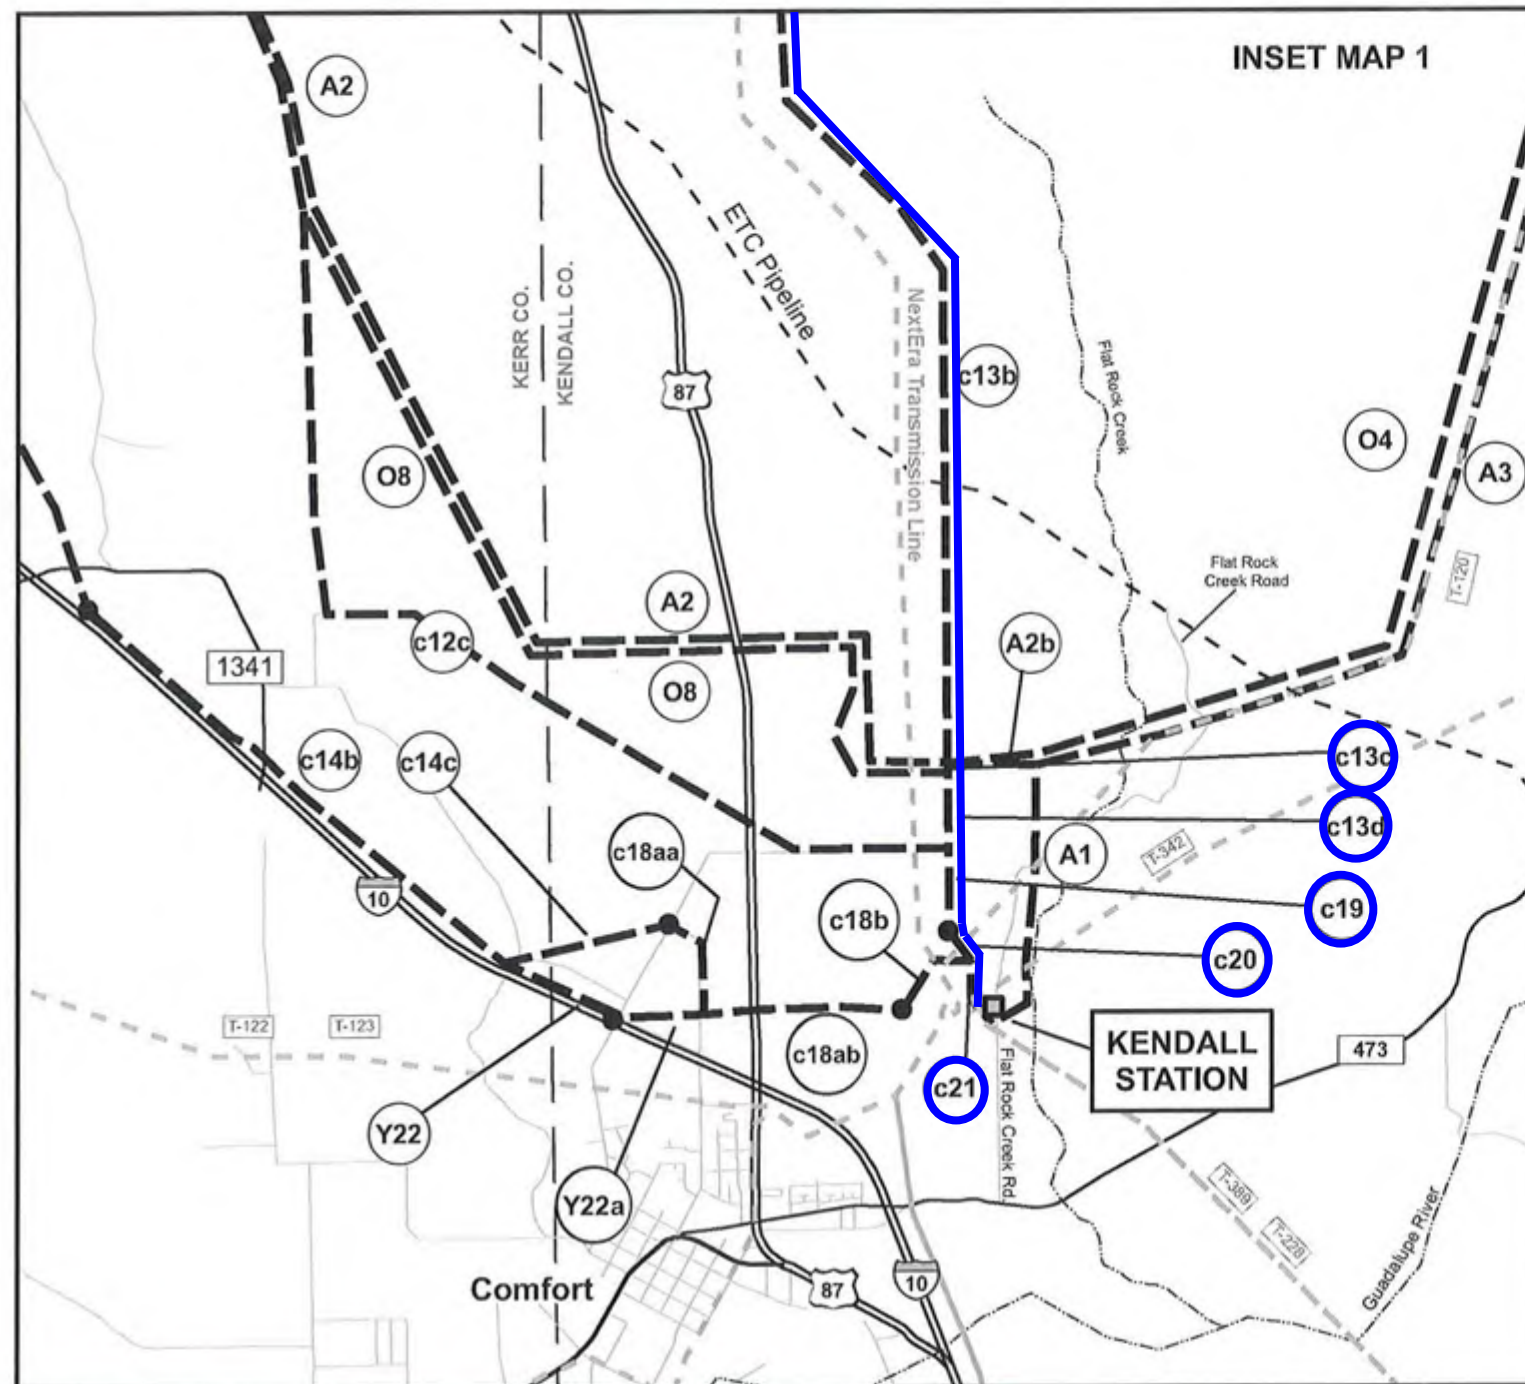 INSET MAP 1
A2
ETC Pipeline
KERR CO.
KENDALL CO.
NextEra Transmission Line
c13b
Flat Rock Creek
87
O4
A3
O8
Flat Rock
Creek Road
T-120
A2
c12c
A2b
1341
O8
c14b
c14c
c13c
c13d
c18aa
A1
T-342
10
c18b
c19
c20
T-122
T-123
c18ab
c21
Flat Rock Creek Rd.
KENDALL
STATION
473
Y22
Y22a
T-389
T-228
Guadalupe River
Comfort
87
10